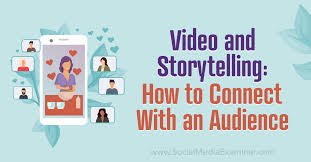 Video and
Storytelling:
How to Connect
With an Audience
www.SocialMediaExaminer.com